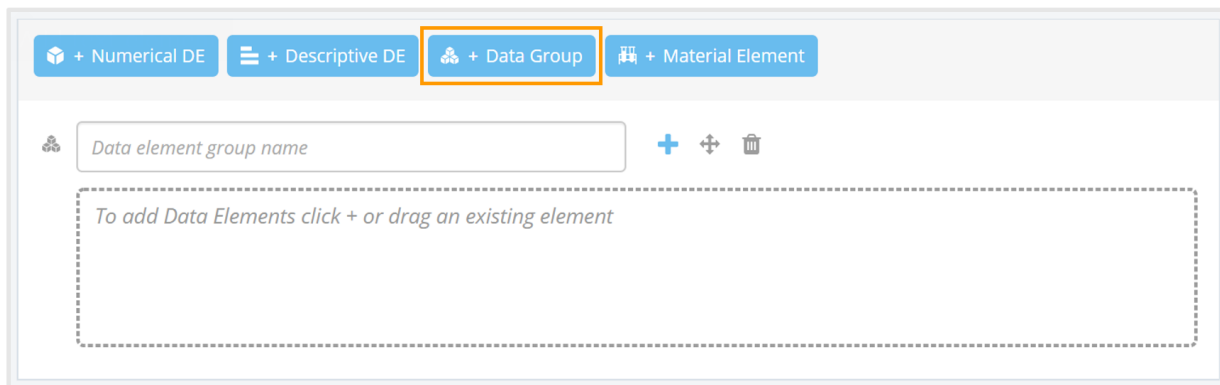 + Numerical DE + Descriptive DE + Data Group + Material Element
Data element group name
To add Data Elements click + or drag an existing element